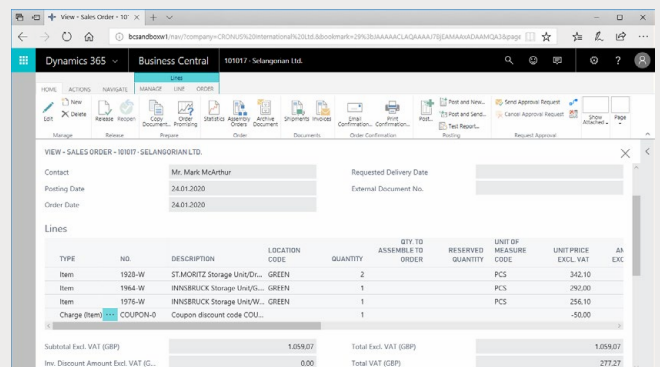 View - Sales Order - 101
bcsandboxw1/nav/?company=CRONUS%20International%20Ltd.&bookmark=
Dynamics 365 Business Central 101017 · Selangorian Ltd.
Lines
HOME ACTIONS NAVIGATE MANAGE LINE ORDER
Edit
New
Delete
Release Reopen
Copy Document...
Order Promising
Statistics
Assembly Orders
Archive Document
Shipments Invoices
Email Confirmation...
Print Confirmation...
Post...
Post and New...
Post and Send...
Test Report...
Send Approval Request
Cancel Approval Request
Show Attached
Page
Manage Release Prepare Order Documents Order Confirmation Posting Request Approval
VIEW - SALES ORDER - 101017 · SELANGORIAN LTD.
Contact Mr. Mark McArthur Requested Delivery Date
Posting Date 24.01.2020 External Document No.
Order Date 24.01.2020
Lines
TYPE NO. DESCRIPTION LOCATION CODE QUANTITY QTY. TO ASSEMBLE TO ORDER RESERVED QUANTITY UNIT OF MEASURE CODE UNIT PRICE EXCL. VAT
Item 1928-W ST.MORITZ Storage Unit/Dr... GREEN 2 PCS 342,10
Item 1964-W INNSBRUCK Storage Unit/G... GREEN 1 PCS 292,00
Item 1976-W INNSBRUCK Storage Unit/W... GREEN 1 PCS 256,10
Charge (Item) ... COUPON-0 Coupon discount code COU... 1 -50,00
Subtotal Excl. VAT (GBP) 1.059,07 Total Excl. VAT (GBP) 1.059,07
Inv. Discount Amount Excl. VAT (G... 0,00 Total VAT (GBP) 277,27